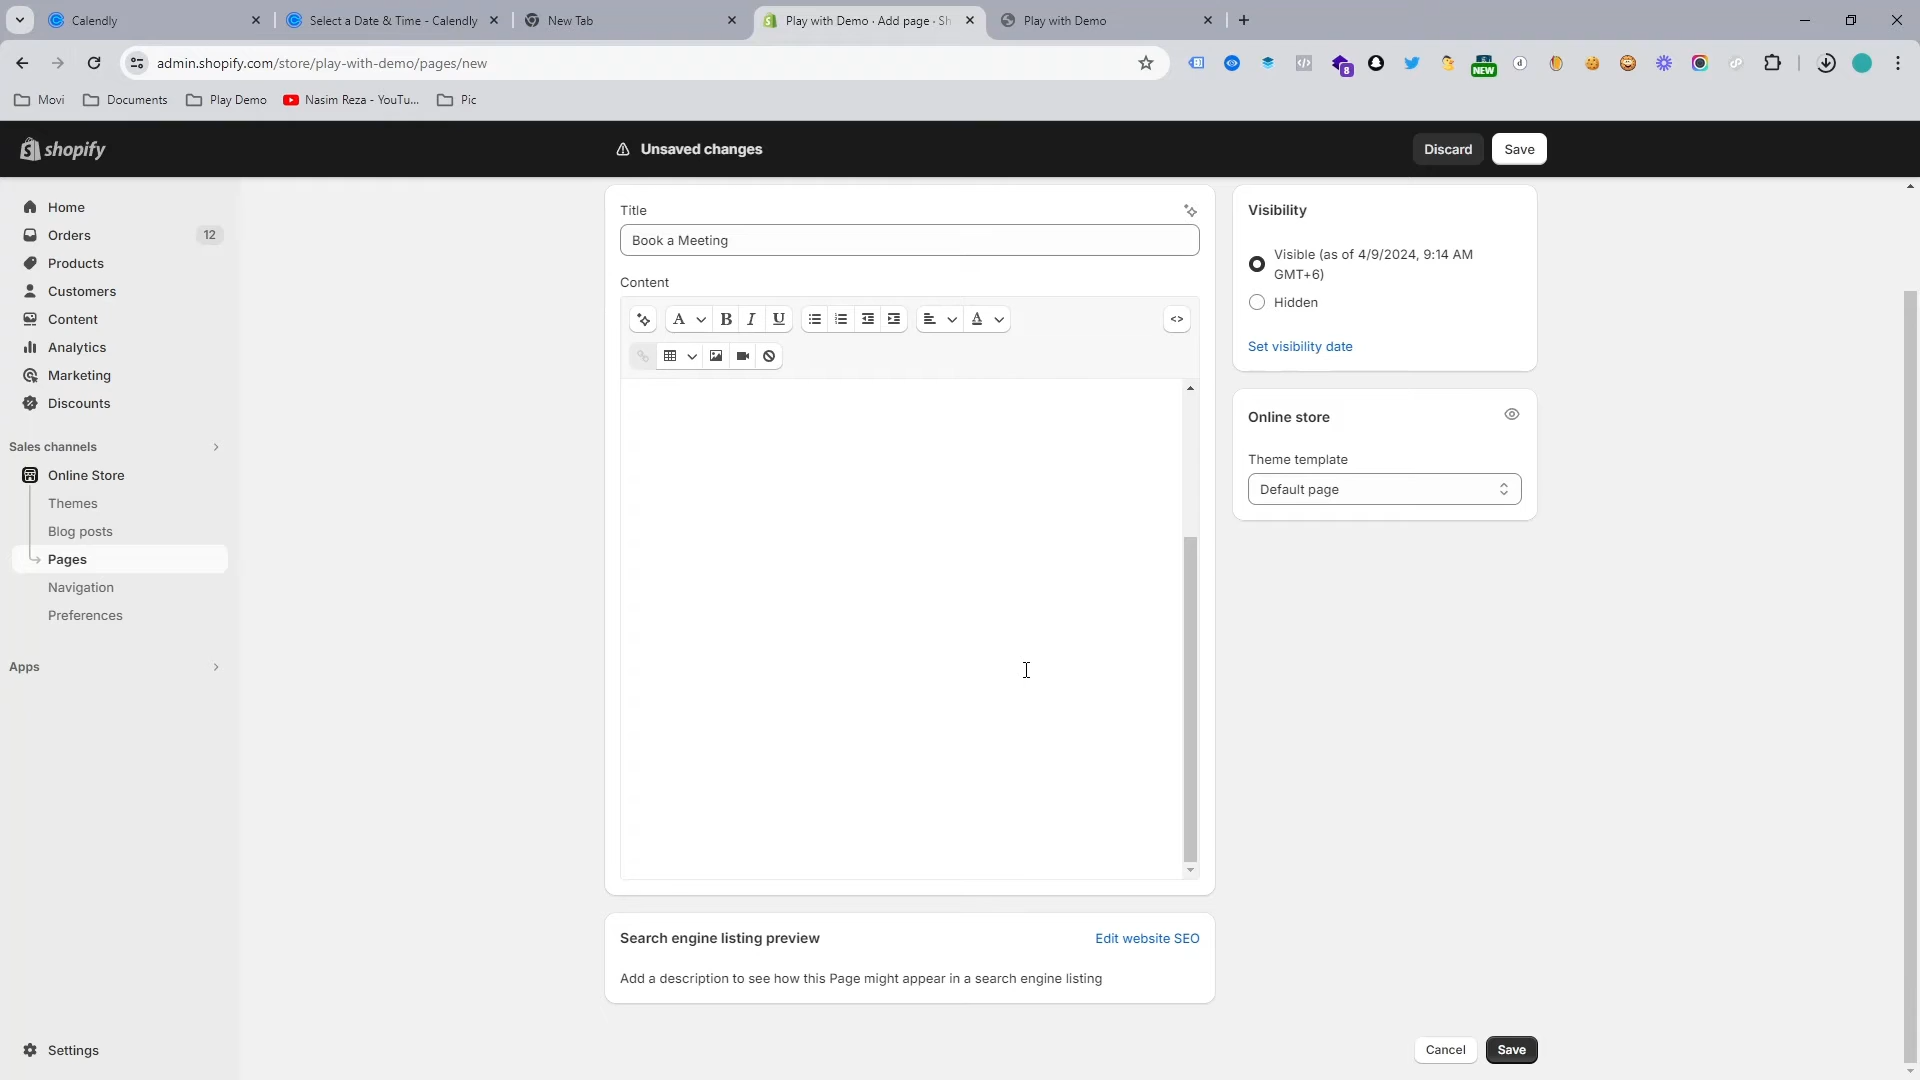 Calendly
Select a Date & Time - Calendly
New Tab
Play with Demo · Add page · Sh
Play with Demo
admin.shopify.com/store/play-with-demo/pages/new
8
NEW
Movi
Documents
Play Demo
Nasim Reza - YouTu...
Pic
shopify
Unsaved changes
Discard
Save
Home
Orders
12
Products
Customers
Content
Analytics
Marketing
Discounts
Sales channels
Online Store
Themes
Blog posts
Pages
Navigation
Preferences
Apps
Settings
Title
Book a Meeting
Content
A
B
I
U
A
<>
Search engine listing preview
Edit website SEO
Add a description to see how this Page might appear in a search engine listing
Visibility
Visible (as of 4/9/2024, 9:14 AM
GMT+6)
Hidden
Set visibility date
Online store
Theme template
Default page
Cancel
Save